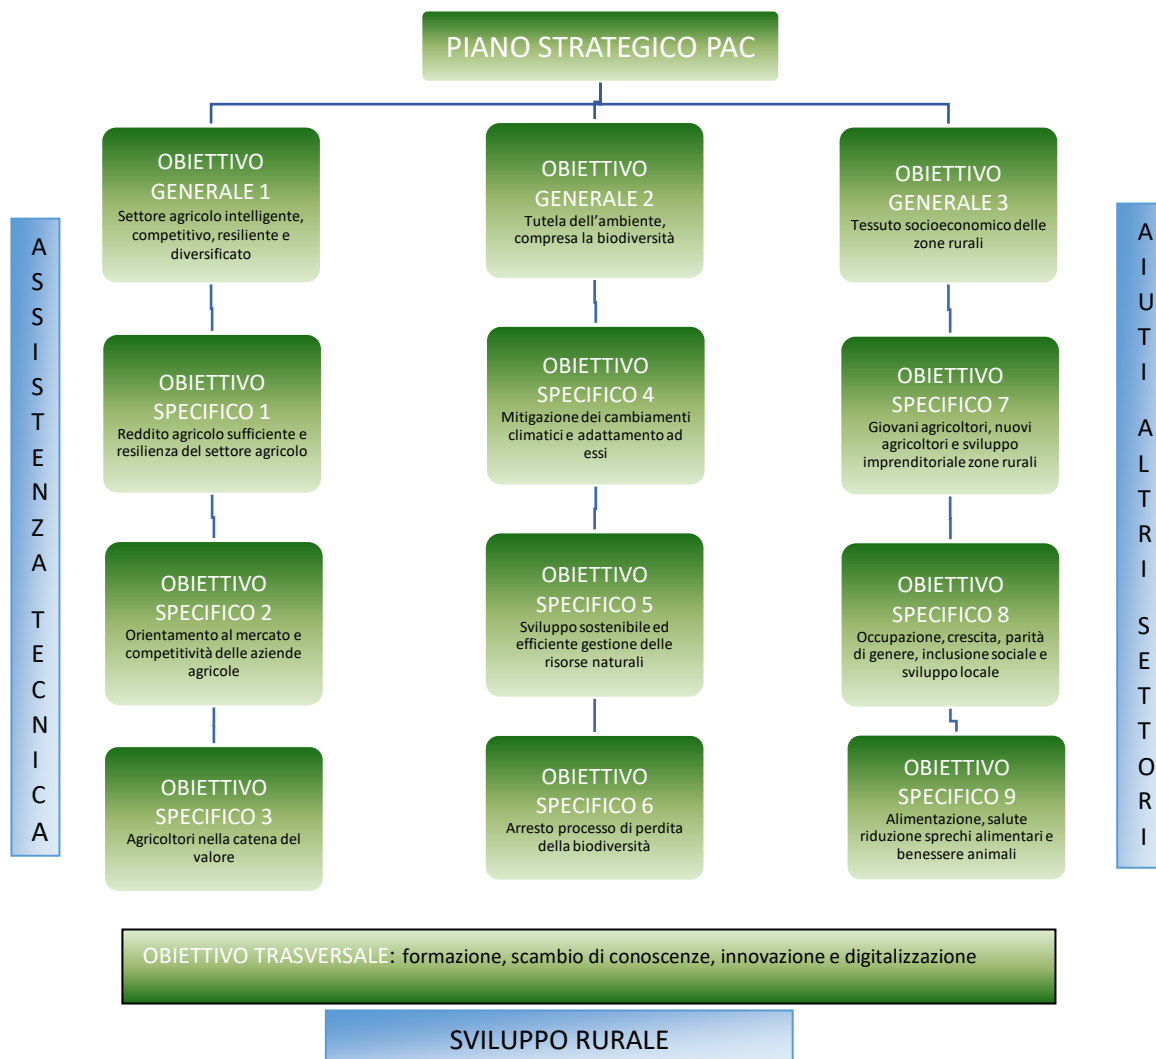 PIANO STRATEGICO PAC
OBIETTIVO
GENERALE 1
Settore agricolo intelligente,
competitivo, resiliente e
diversificato
OBIETTIVO
GENERALE 2
Tutela dell'ambiente,
compresa la biodiversità
OBIETTIVO
GENERALE 3
Tessuto socioeconomico delle
zone rurali
ASSISTENZA TECNICA
AIUTI ALTRI SETTORI
OBIETTIVO
SPECIFICO 1
Reddito agricolo sufficiente e
resilienza del settore agricolo
OBIETTIVO
SPECIFICO 4
Mitigazione dei cambiamenti
climatici e adattamento ad
essi
OBIETTIVO
SPECIFICO 7
Giovani agricoltori, nuovi
agricoltori e sviluppo
imprenditoriale zone rurali
OBIETTIVO
SPECIFICO 2
Orientamento al mercato e
competitività delle aziende
agricole
OBIETTIVO
SPECIFICO 5
Sviluppo sostenibile ed
efficiente gestione delle
risorse naturali
OBIETTIVO
SPECIFICO 8
Occupazione, crescita, parità
di genere, inclusione sociale e
sviluppo locale
OBIETTIVO
SPECIFICO 3
Agricoltori nella catena del
valore
OBIETTIVO
SPECIFICO 6
Arresto processo di perdita
della biodiversità
OBIETTIVO
SPECIFICO 9
Alimentazione, salute
riduzione sprechi alimentari e
benessere animali
OBIETTIVO TRASVERSALE: formazione, scambio di conoscenze, innovazione e digitalizzazione
SVILUPPO RURALE